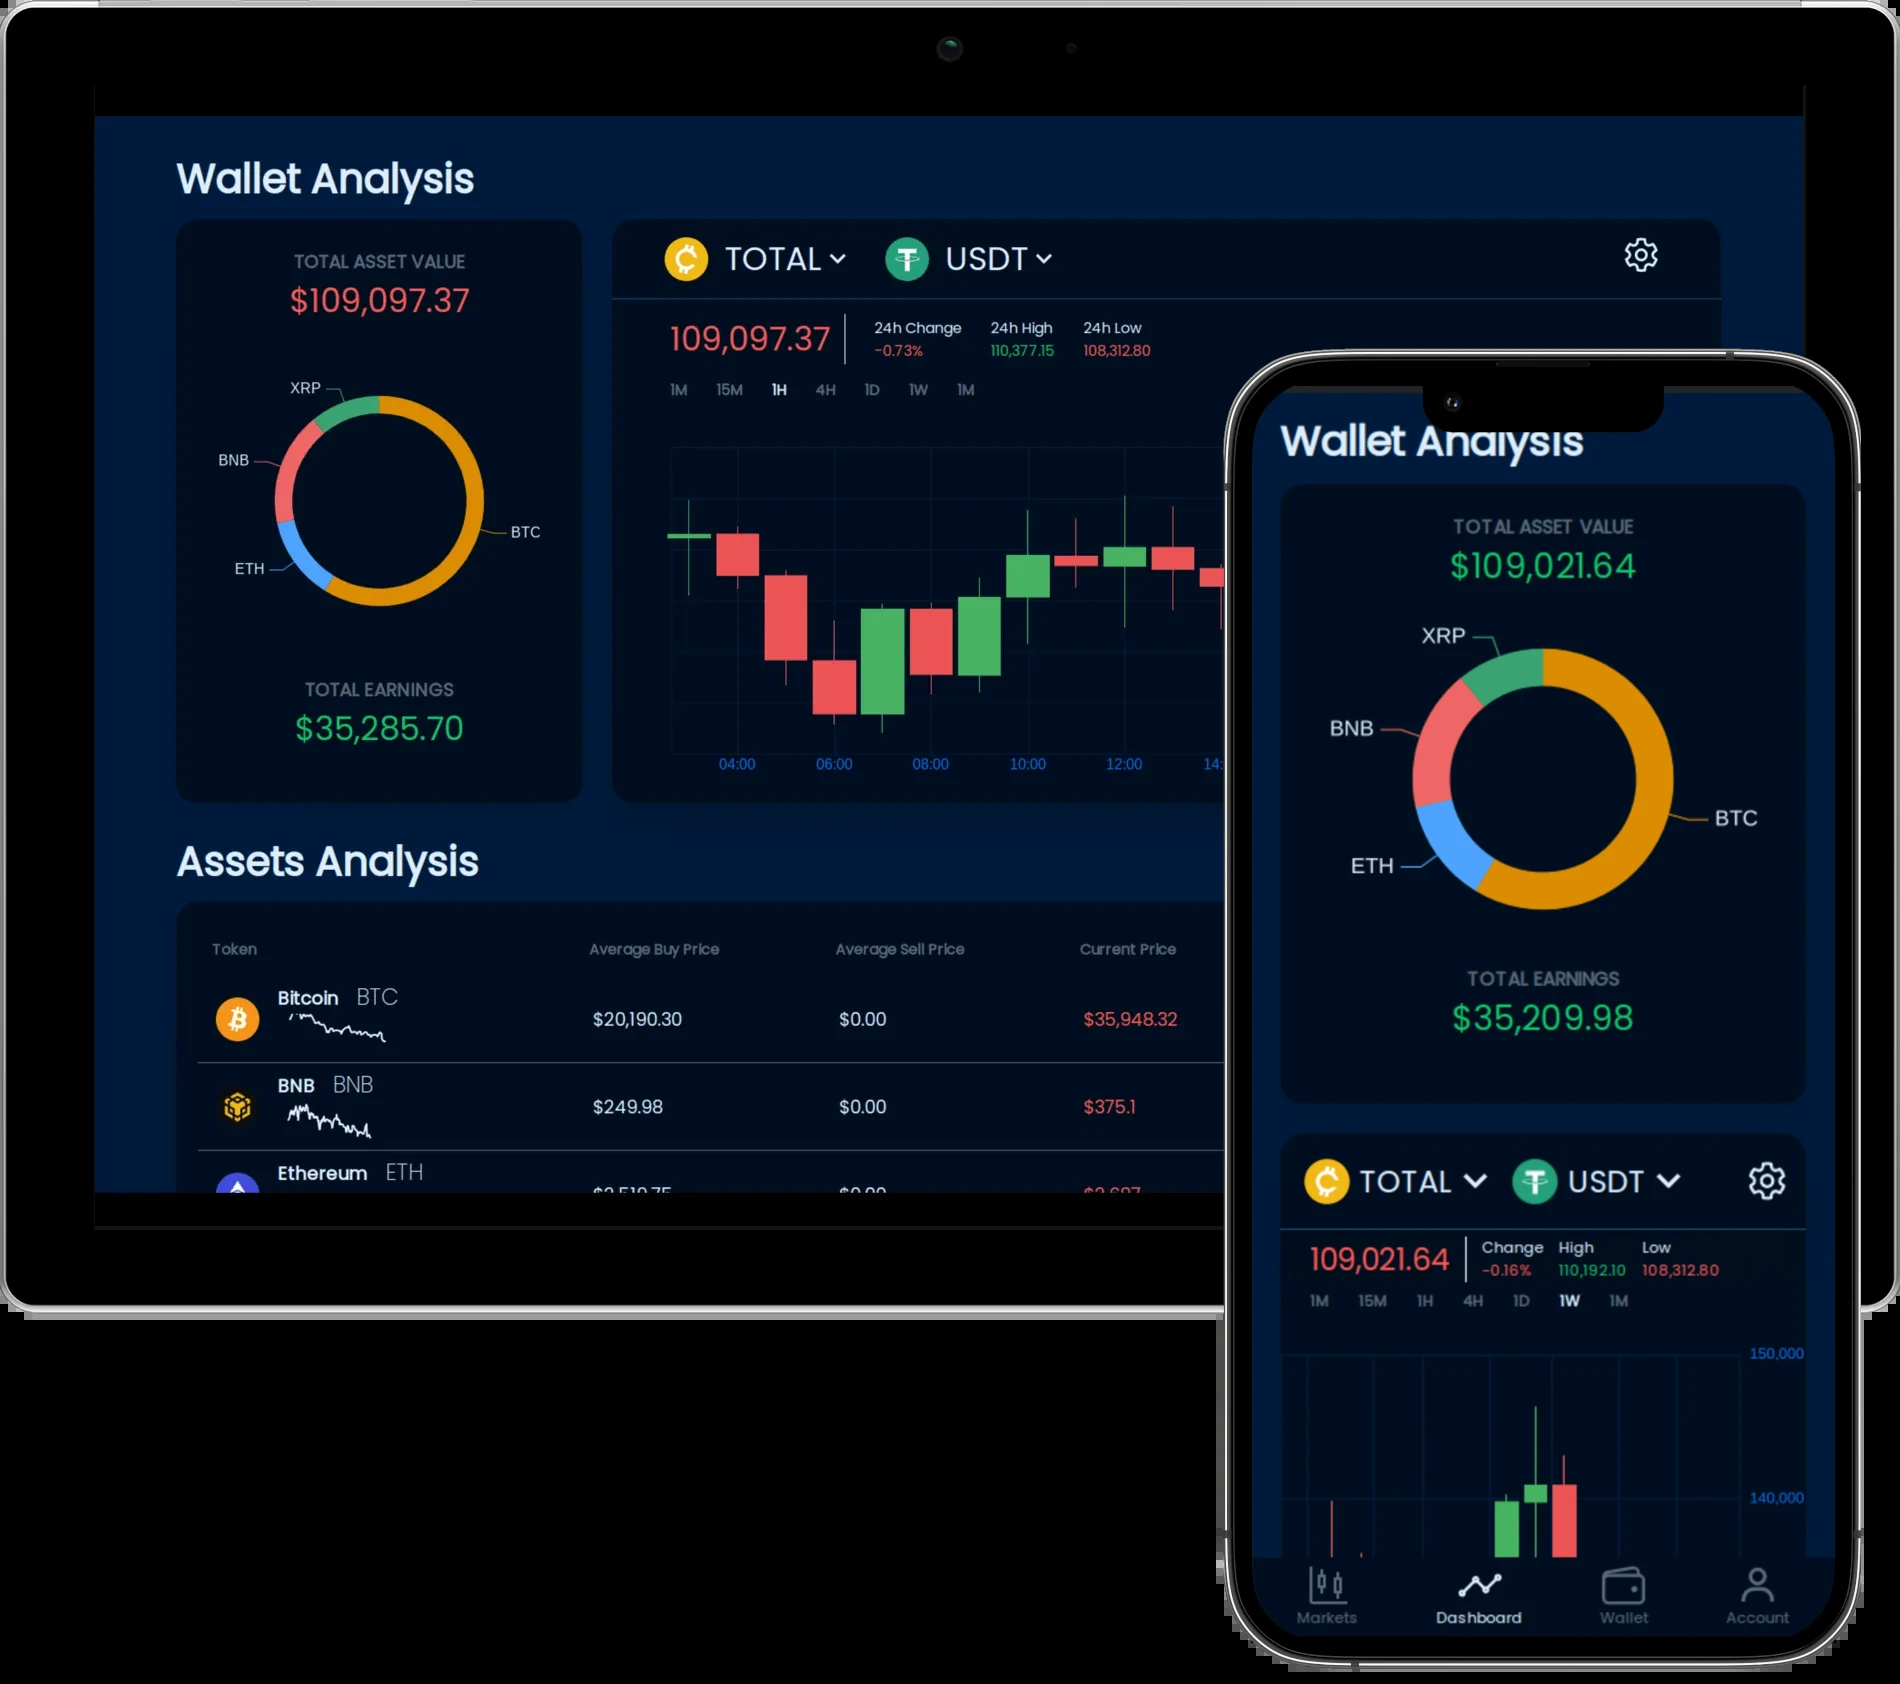 Wallet Analysis
TOTAL ASSET VALUE
$109,097.37
XRP
BNB
ETH
BTC
TOTAL EARNINGS
$35,285.70
TOTAL USDT
109,097.37
24h Change 24h High 24h Low
-0.73% 110,377.15 108,312.80
1M 15M 1H 4H 1D 1W 1M
04:00 06:00 08:00 10:00 12:00 14:
Assets Analysis
Token Average Buy Price Average Sell Price Current Price
Bitcoin BTC
$20,190.30 $0.00 $35,948.32
BNB BNB
$249.98 $0.00 $375.1
Ethereum ETH
Wallet Analysis
TOTAL ASSET VALUE
$109,021.64
XRP
BNB
BTC
ETH
TOTAL EARNINGS
$35,209.98
TOTAL USDT
109,021.64
Change High Low
-0.16% 110,192.10 108,312.80
1M 15M 1H 4H 1D 1W 1M
150,000
140,000
Markets Dashboard Wallet Account